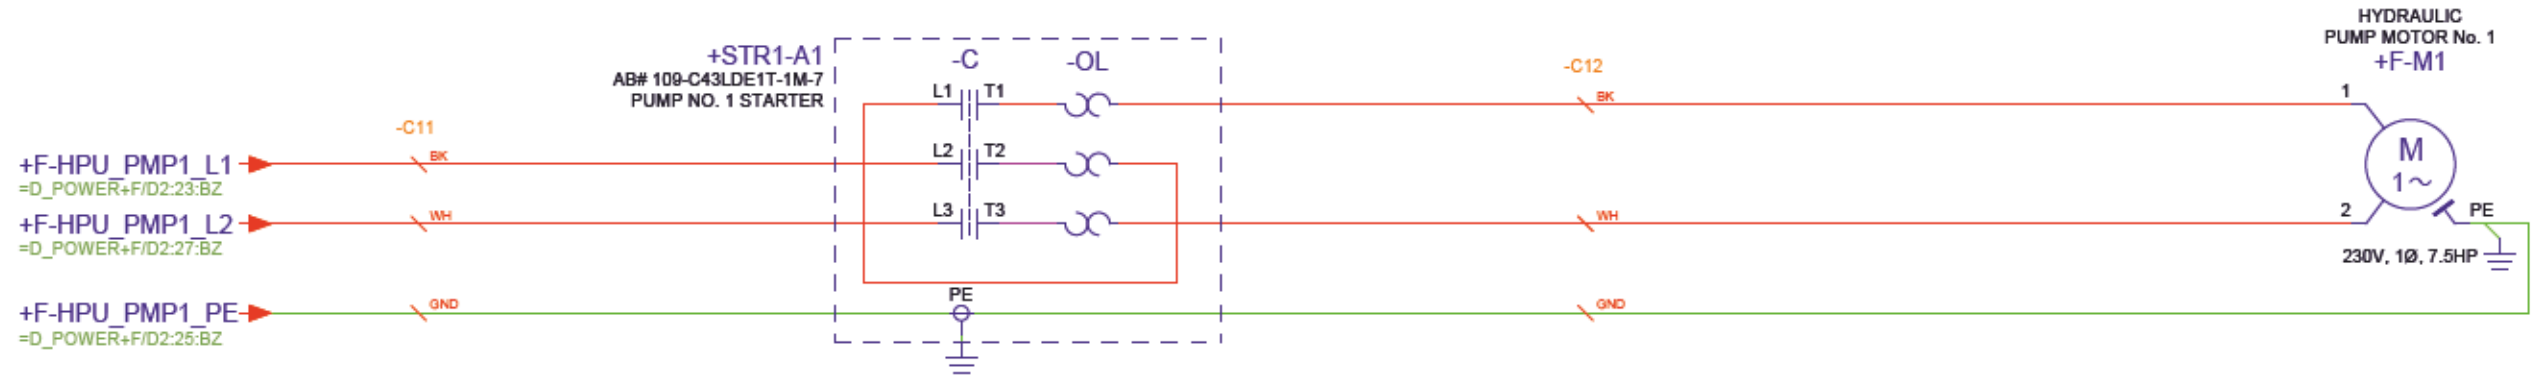 HYDRAULIC
PUMP MOTOR No. 1
+F-M1
+STR1-A1
AB# 109-C43LDE1T-1M-7
PUMP NO. 1 STARTER
-C
-OL
-C12
L1
T1
BK
1
-C11
+F-HPU_PMP1_L1
=D_POWER+F/D2:23:BZ
BK
L2
T2
M
1~
+F-HPU_PMP1_L2
=D_POWER+F/D2:27:BZ
WH
L3
T3
WH
2
PE
230V, 1Ø, 7.5HP
+F-HPU_PMP1_PE
=D_POWER+F/D2:25:BZ
GND
PE
GND